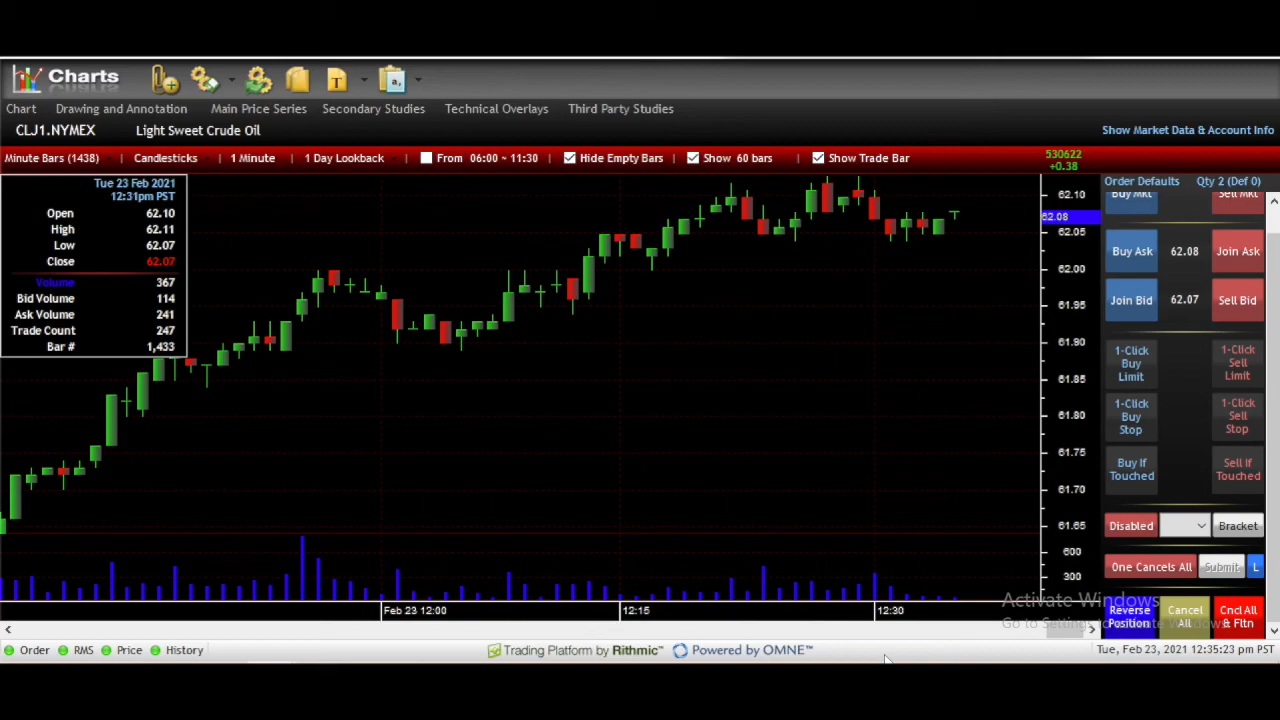 Charts
Chart Drawing and Annotation Main Price Series Secondary Studies Technical Overlays Third Party Studies
CLJ1.NYMEX Light Sweet Crude Oil Show Market Data & Account Info
Minute Bars (1438) Candlesticks 1 Minute 1 Day Lookback From 06:00 ~ 11:30 Hide Empty Bars Show 60 bars Show Trade Bar
530622
+0.38
Tue 23 Feb 2021
12:31pm PST
Open 62.10
High 62.11
Low 62.07
Close 62.07
Volume 367
Bid Volume 114
Ask Volume 241
Trade Count 247
Bar # 1,433
62.10
62.08
62.05
62.00
61.95
61.90
61.85
61.80
61.75
61.70
61.65
600
300
Feb 23 12:00 12:15 12:30
Order Defaults Qty 2 (Def 0)
Buy Mkt Sell Mkt
Buy Ask 62.08 Join Ask
Join Bid 62.07 Sell Bid
1-Click Buy Limit
1-Click Sell Limit
1-Click Buy Stop
1-Click Sell Stop
Buy If Touched
Sell If Touched
Disabled Bracket
One Cancels All Submit L
Reverse Position
Cancel All
Cncl All & Fltn
Activate Windows
Go to Settings to activate Windows.
Order RMS Price History Trading Platform by Rithmic™ Powered by OMNE™ Tue, Feb 23, 2021 12:35:23 pm PST